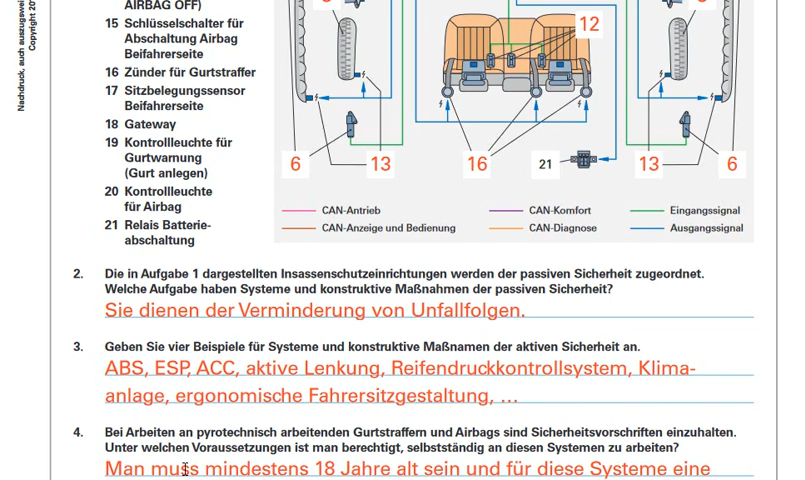 Nachdruck, auch auszugswei
Copyright 20
AIRBAG OFF)
15 Schlüsselschalter für
Abschaltung Airbag
Beifahrerseite
16 Zünder für Gurtstraffer
17 Sitzbelegungssensor
Beifahrerseite
18 Gateway
19 Kontrollleuchte für
Gurtwarnung
(Gurt anlegen)
20 Kontrollleuchte
für Airbag
21 Relais Batterie-
abschaltung
12
6 13 16 21 13 6
CAN-Antrieb CAN-Komfort Eingangssignal
CAN-Anzeige und Bedienung CAN-Diagnose Ausgangssignal
2. Die in Aufgabe 1 dargestellten Insassenschutzeinrichtungen werden der passiven Sicherheit zugeordnet.
Welche Aufgabe haben Systeme und konstruktive Maßnahmen der passiven Sicherheit?
Sie dienen der Verminderung von Unfallfolgen.
3. Geben Sie vier Beispiele für Systeme und konstruktive Maßnamen der aktiven Sicherheit an.
ABS, ESP, ACC, aktive Lenkung, Reifendruckkontrollsystem, Klima-
anlage, ergonomische Fahrersitzgestaltung, ...
4. Bei Arbeiten an pyrotechnisch arbeitenden Gurtstraffern und Airbags sind Sicherheitsvorschriften einzuhalten.
Unter welchen Voraussetzungen ist man berechtigt, selbstständig an diesen Systemen zu arbeiten?
Man muss mindestens 18 Jahre alt sein und für diese Systeme eine